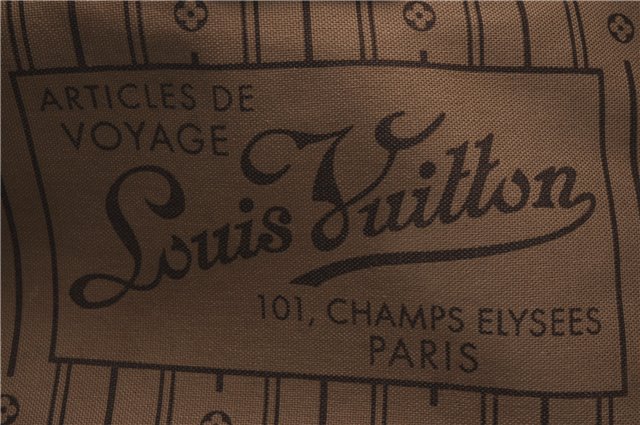 ARTICLES DE
VOYAGE
Louis Vuitton
101, CHAMPS ELYSEES
PARIS